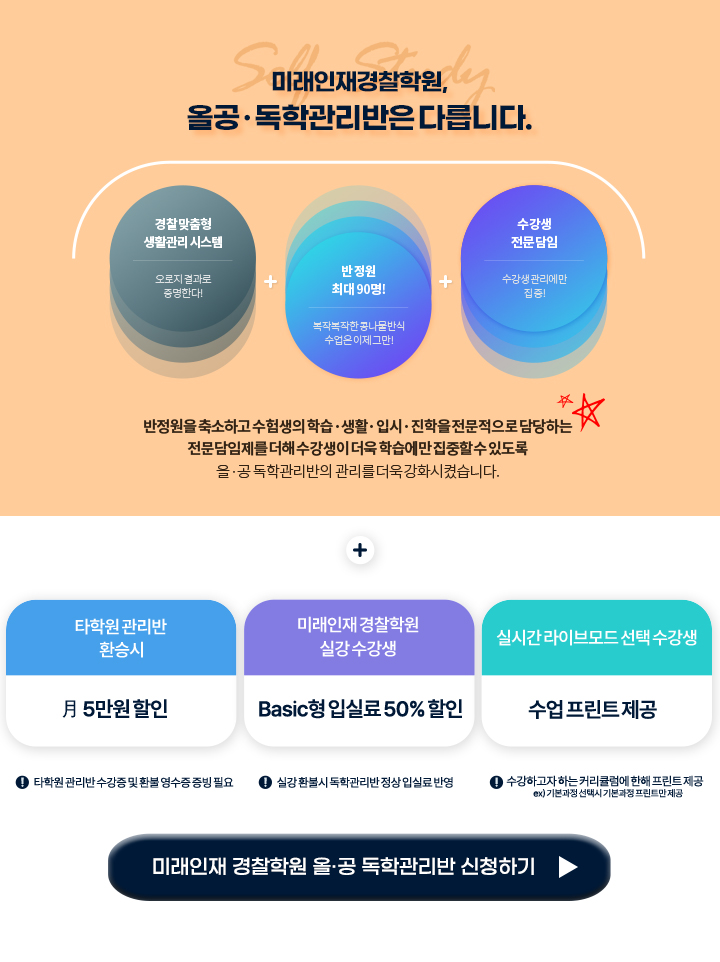 Self Study
미래인재경찰학원,
올공·독학관리반은 다릅니다.
경찰 맞춤형
생활관리 시스템
오로지 결과로
증명한다!
+
반 정원
최대 90명!
복작복작한 콩나물반식
수업은 이제 그만!
+
수강생
전문 담임
수강생 관리에만
집중!
반정원을 축소하고 수험생의 학습·생활·입시·진학을 전문적으로 담당하는
전문담임제를 더해 수강생이 더욱 학습에만 집중할 수 있도록
을·공 독학관리반의 관리를 더욱 강화시켰습니다.
+
타학원 관리반
환승시
月 5만원 할인
! 타학원 관리반 수강증 및 환불 영수증 증빙 필요
미래인재 경찰학원
실강 수강생
Basic형 입실료 50% 할인
! 실강 환불시 독학관리반 정상 입실료 반영
실시간 라이브모드 선택 수강생
수업 프린트 제공
! 수강하고자 하는 커리큘럼에 한해 프린트 제공
ex) 기본과정 선택시 기본과정 프린트만 제공
미래인재 경찰학원 올·공 독학관리반 신청하기